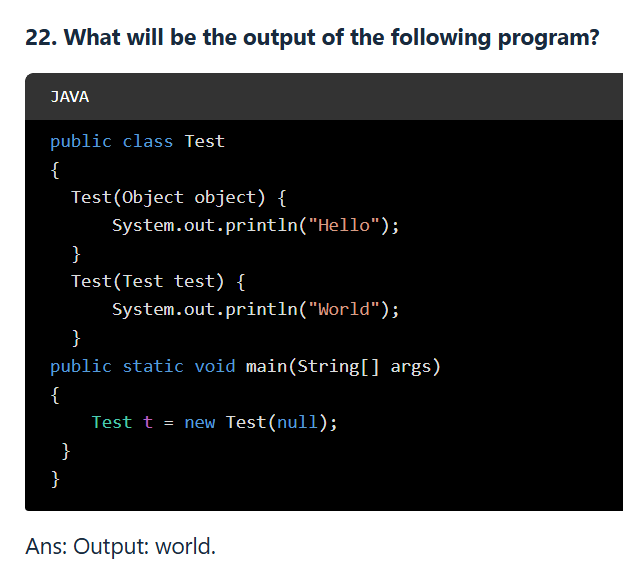 22. What will be the output of the following program?
JAVA
public class Test
{
  Test(Object object) {
      System.out.println("Hello");
  }
  Test(Test test) {
      System.out.println("World");
  }
public static void main(String[] args)
{
    Test t = new Test(null);
 }
}
Ans: Output: world.